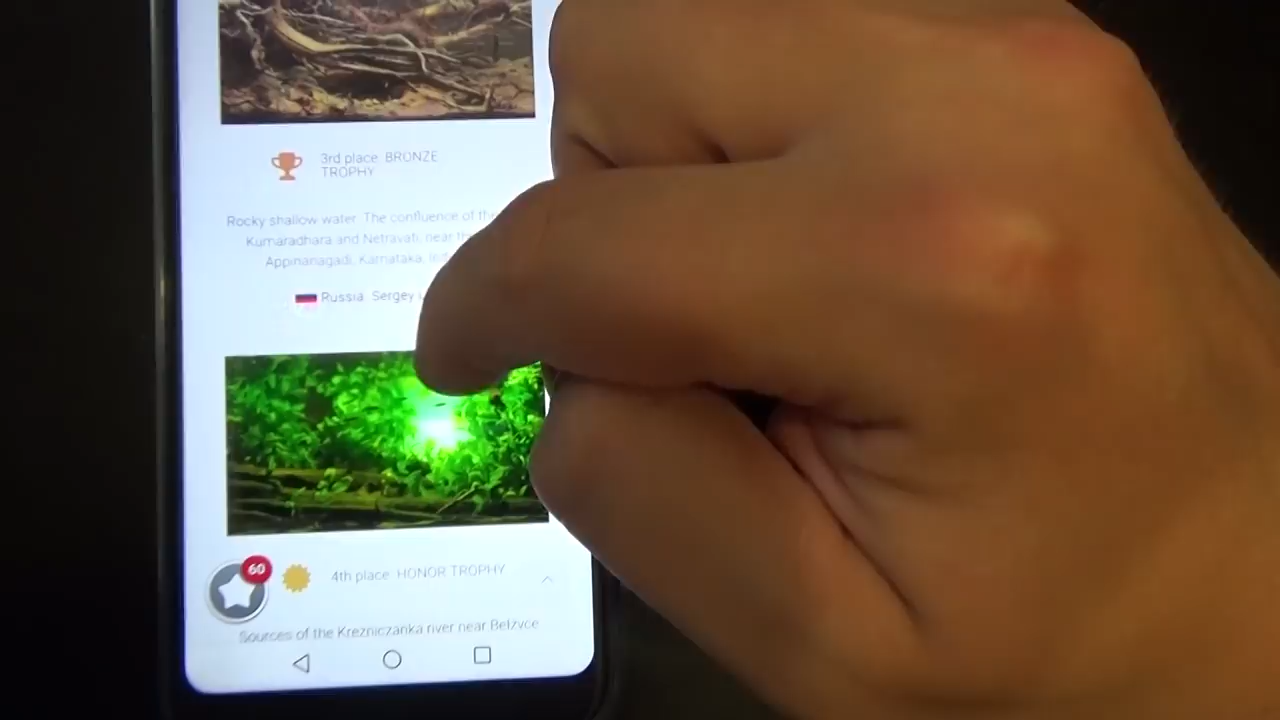 3rd place. BRONZE
TROPHY
Rocky shallow water. The confluence of the
Kumaradhara and Netravati, near the
Appinanagadi, Karnataka,
Russia. Sergey
60
4th place. HONOR TROPHY
Sources of the Krezniczanka river near Belzyce